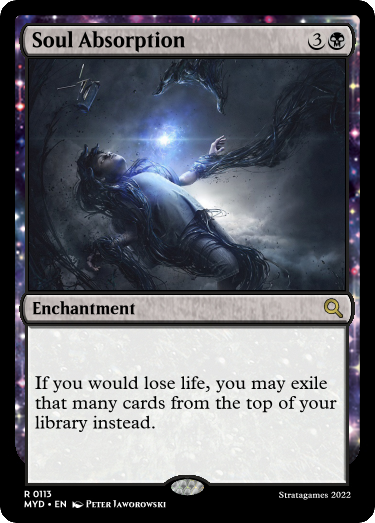 Soul Absorption 3
Enchantment
If you would lose life, you may exile
that many cards from the top of your
library instead.
R 0113
MYD • EN Peter Jaworowski
Stratagames 2022